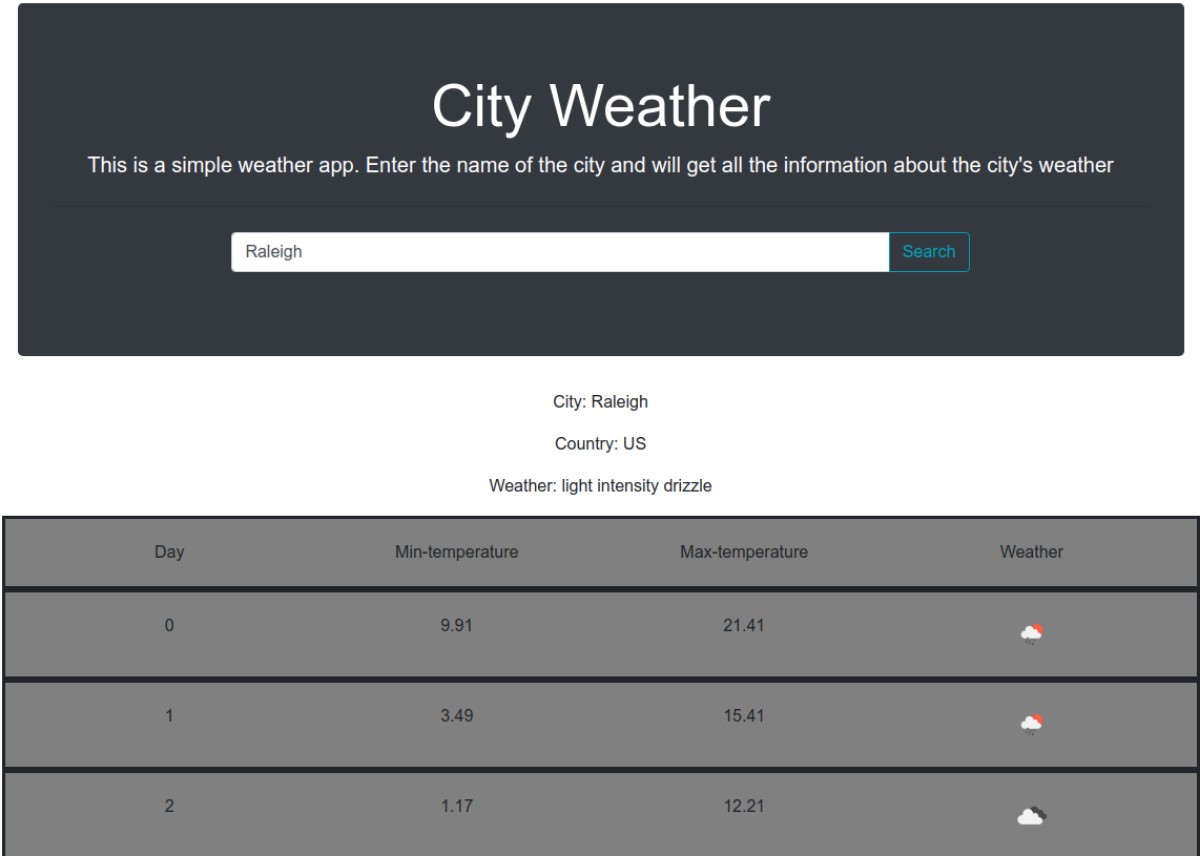 City Weather
This is a simple weather app. Enter the name of the city and will get all the information about the city's weather
Raleigh Search
City: Raleigh
Country: US
Weather: light intensity drizzle
Day Min-temperature Max-temperature Weather
0 9.91 21.41
1 3.49 15.41
2 1.17 12.21